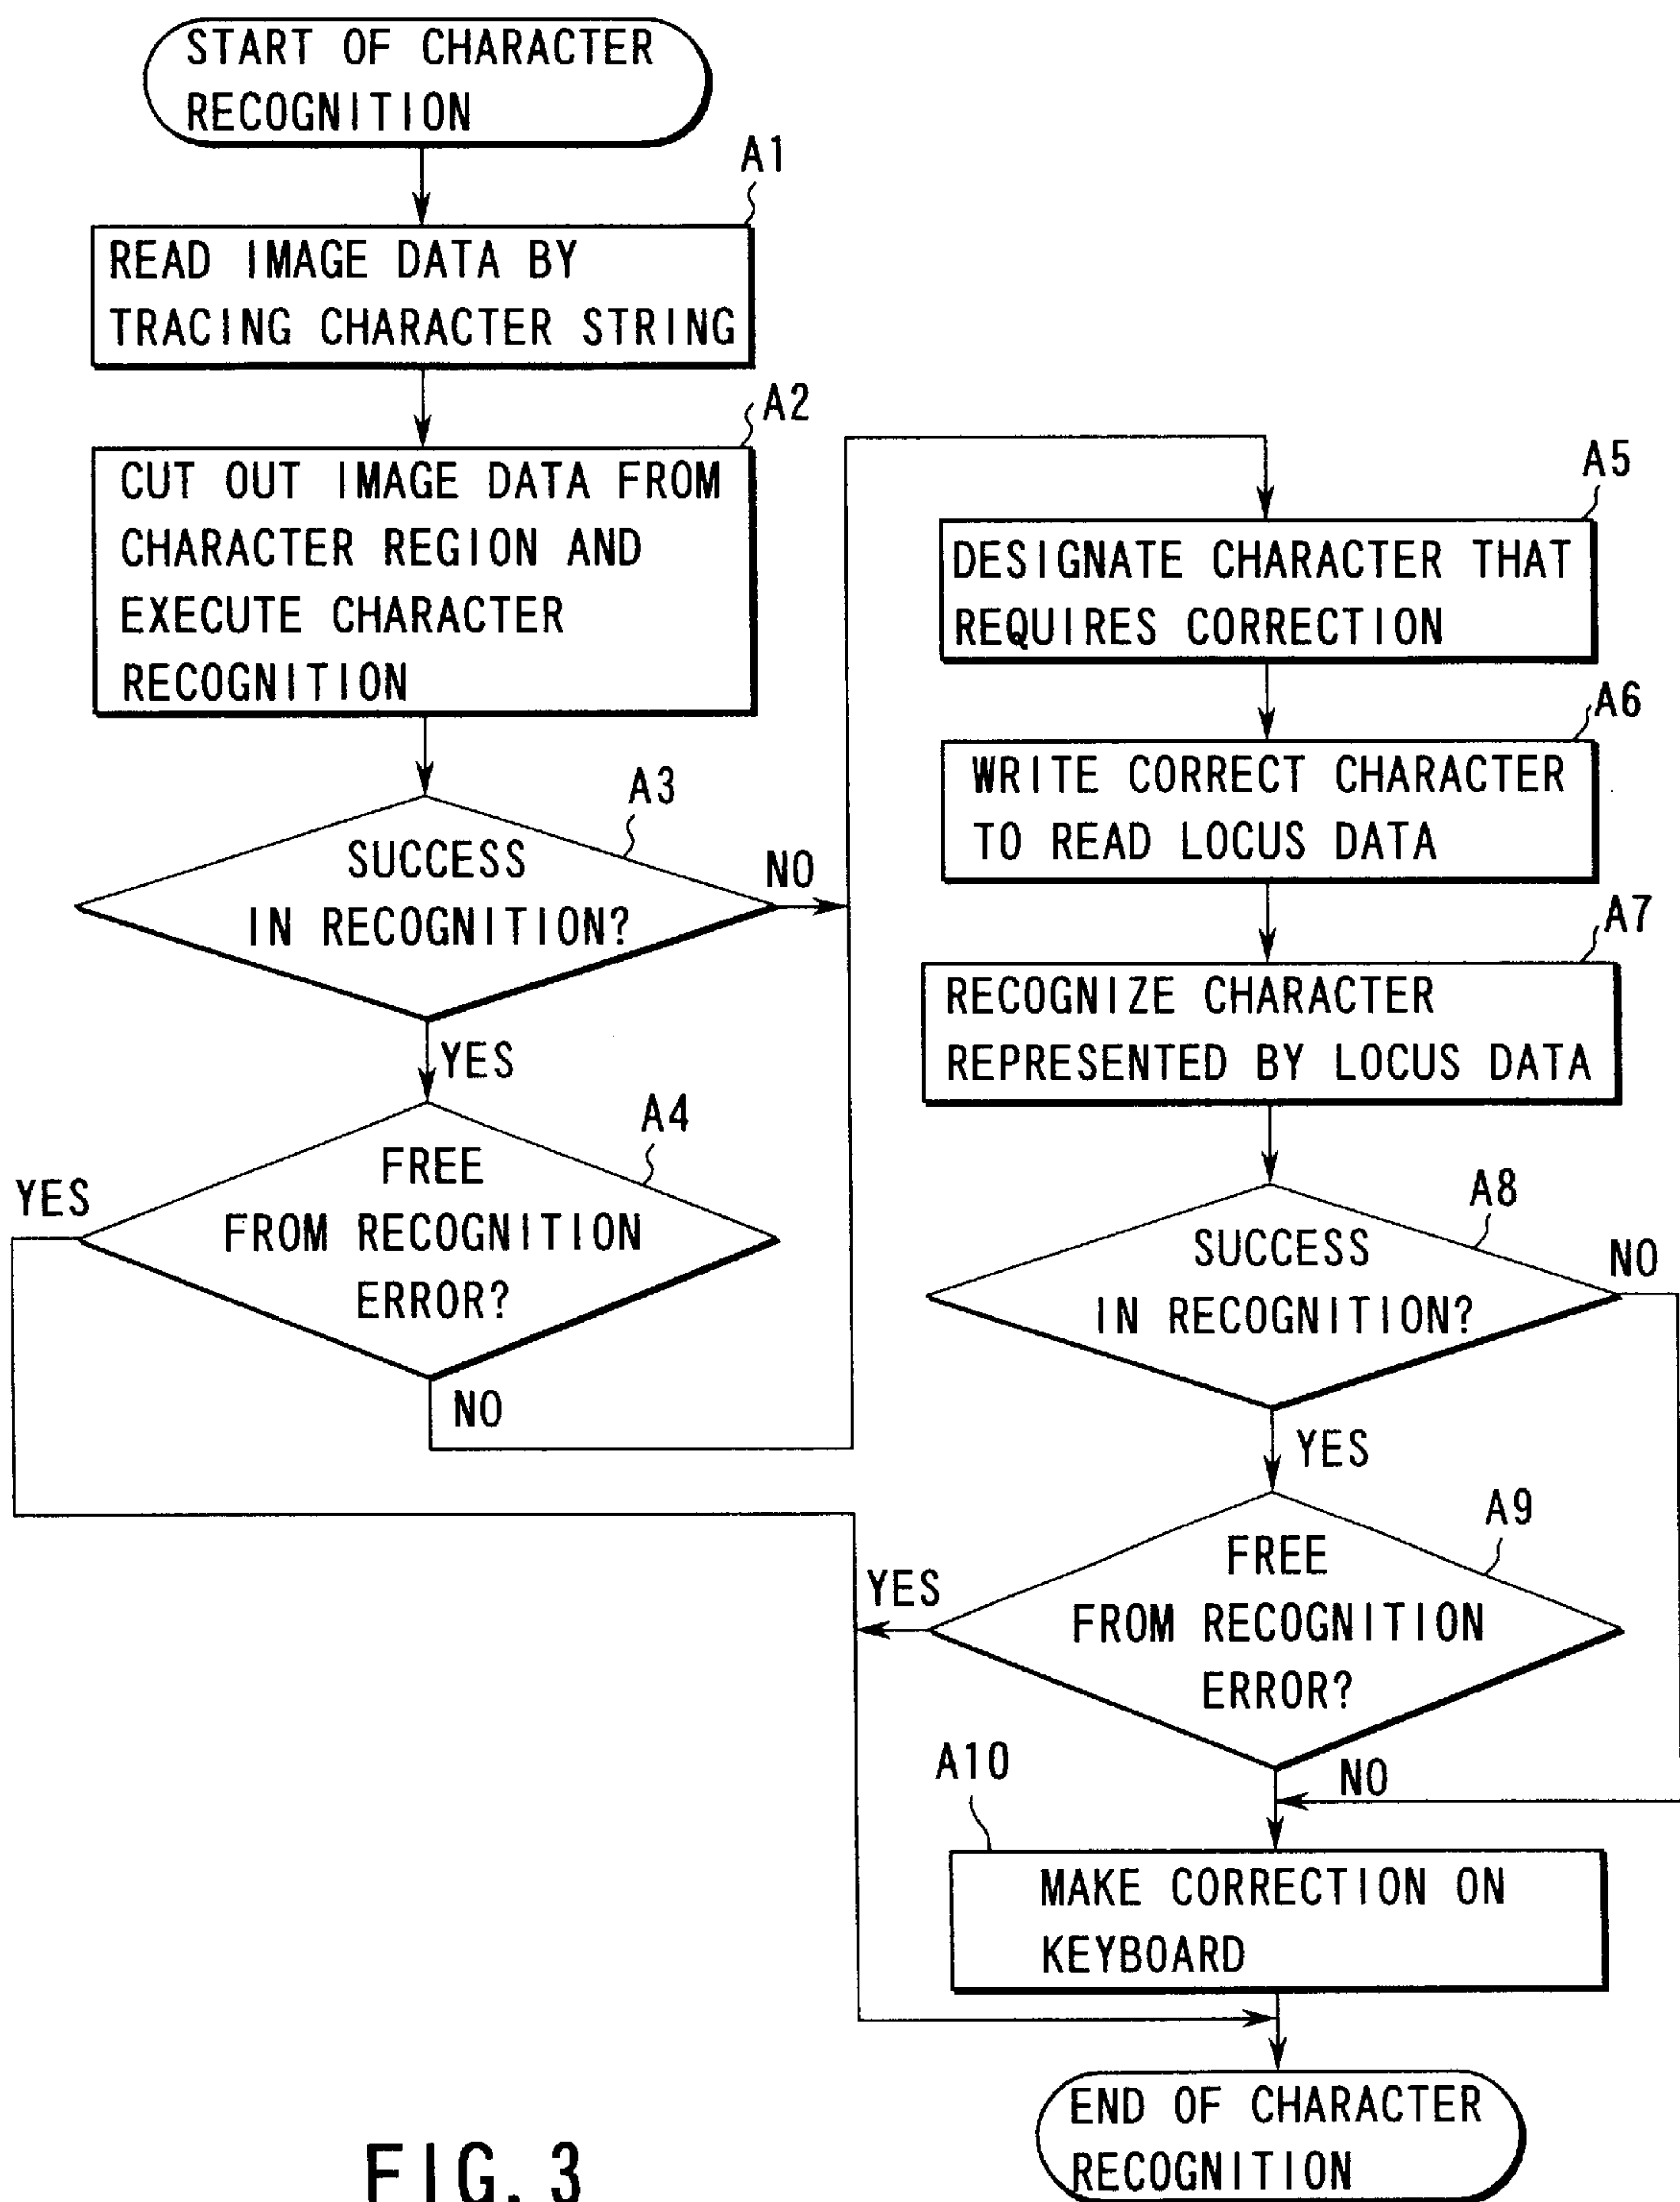 START OF CHARACTER
RECOGNITION
A1
READ IMAGE DATA BY
TRACING CHARACTER STRING
A2
CUT OUT IMAGE DATA FROM
CHARACTER REGION AND
EXECUTE CHARACTER
RECOGNITION
A3
SUCCESS
IN RECOGNITION?
NO
YES
A4
FREE
FROM RECOGNITION
ERROR?
YES
NO
A5
DESIGNATE CHARACTER THAT
REQUIRES CORRECTION
A6
WRITE CORRECT CHARACTER
TO READ LOCUS DATA
A7
RECOGNIZE CHARACTER
REPRESENTED BY LOCUS DATA
A8
SUCCESS
IN RECOGNITION?
NO
YES
A9
FREE
FROM RECOGNITION
ERROR?
YES
NO
A10
MAKE CORRECTION ON
KEYBOARD
END OF CHARACTER
RECOGNITION
FIG. 3